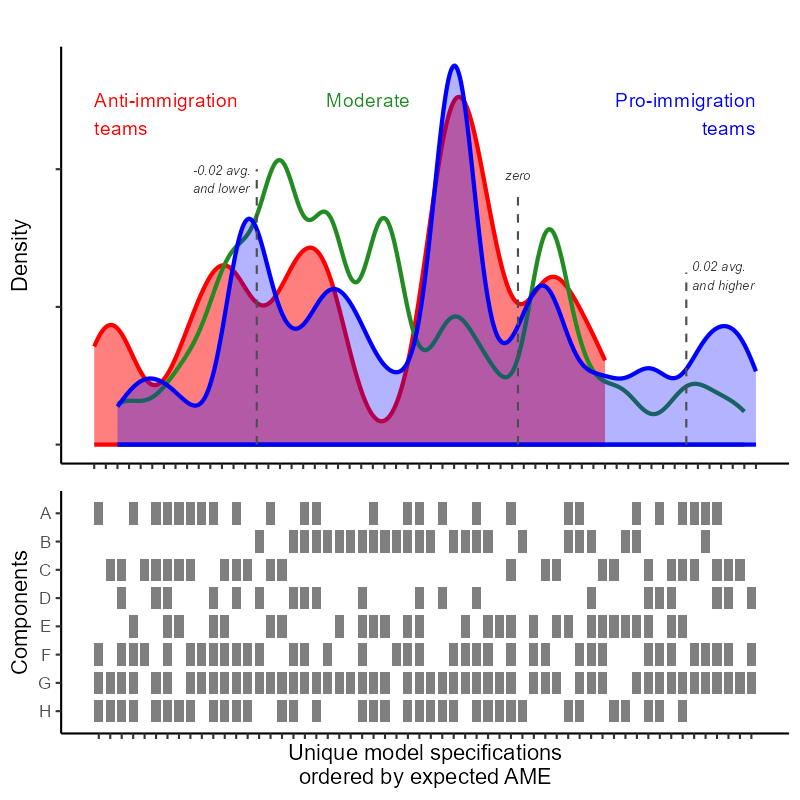 Anti-immigration
teams
Moderate
Pro-immigration
teams
-0.02 avg.
and lower
zero
0.02 avg.
and higher
Density
A
B
C
D
E
F
G
H
Components
Unique model specifications
ordered by expected AME